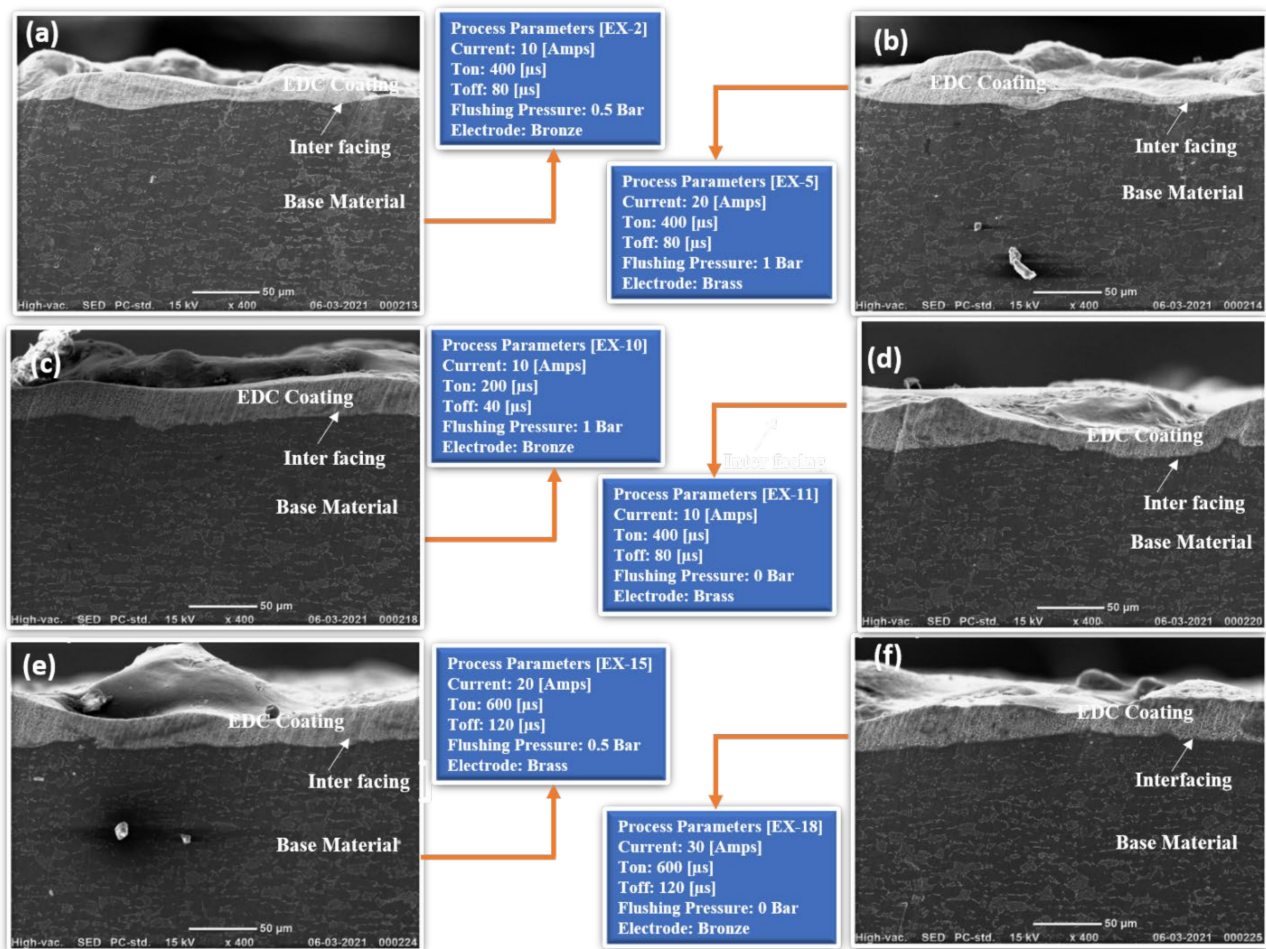 (a)
EDC Coating
Inter facing
Base Material
50 µm
High-vac. SED PC-std. 15 kV x 400 06-03-2021 000213
Process Parameters [EX-2]
Current: 10 [Amps]
Ton: 400 [µs]
Toff: 80 [µs]
Flushing Pressure: 0.5 Bar
Electrode: Bronze
(b)
EDC Coating
Inter facing
Base Material
50 µm
High-vac. SED PC-std. 15 kV x 400 06-03-2021 000214
Process Parameters [EX-5]
Current: 20 [Amps]
Ton: 400 [µs]
Toff: 80 [µs]
Flushing Pressure: 1 Bar
Electrode: Brass
(c)
EDC Coating
Inter facing
Base Material
50 µm
High-vac. SED PC-std. 15 kV x 400 06-03-2021 000218
Process Parameters [EX-10]
Current: 10 [Amps]
Ton: 200 [µs]
Toff: 40 [µs]
Flushing Pressure: 1 Bar
Electrode: Bronze
Inter facing
(d)
EDC Coating
Inter facing
Base Material
50 µm
High-vac. SED PC-std. 15 kV x 400 06-03-2021 000220
Process Parameters [EX-11]
Current: 10 [Amps]
Ton: 400 [µs]
Toff: 80 [µs]
Flushing Pressure: 0 Bar
Electrode: Brass
(e)
EDC Coating
Inter facing
Base Material
50 µm
High-vac. SED PC-std. 15 kV x 400 06-03-2021 000224
Process Parameters [EX-15]
Current: 20 [Amps]
Ton: 600 [µs]
Toff: 120 [µs]
Flushing Pressure: 0.5 Bar
Electrode: Brass
(f)
EDC Coating
Interfacing
Base Material
50 µm
High-vac. SED PC-std. 15 kV x 400 06-03-2021 000225
Process Parameters [EX-18]
Current: 30 [Amps]
Ton: 600 [µs]
Toff: 120 [µs]
Flushing Pressure: 0 Bar
Electrode: Bronze